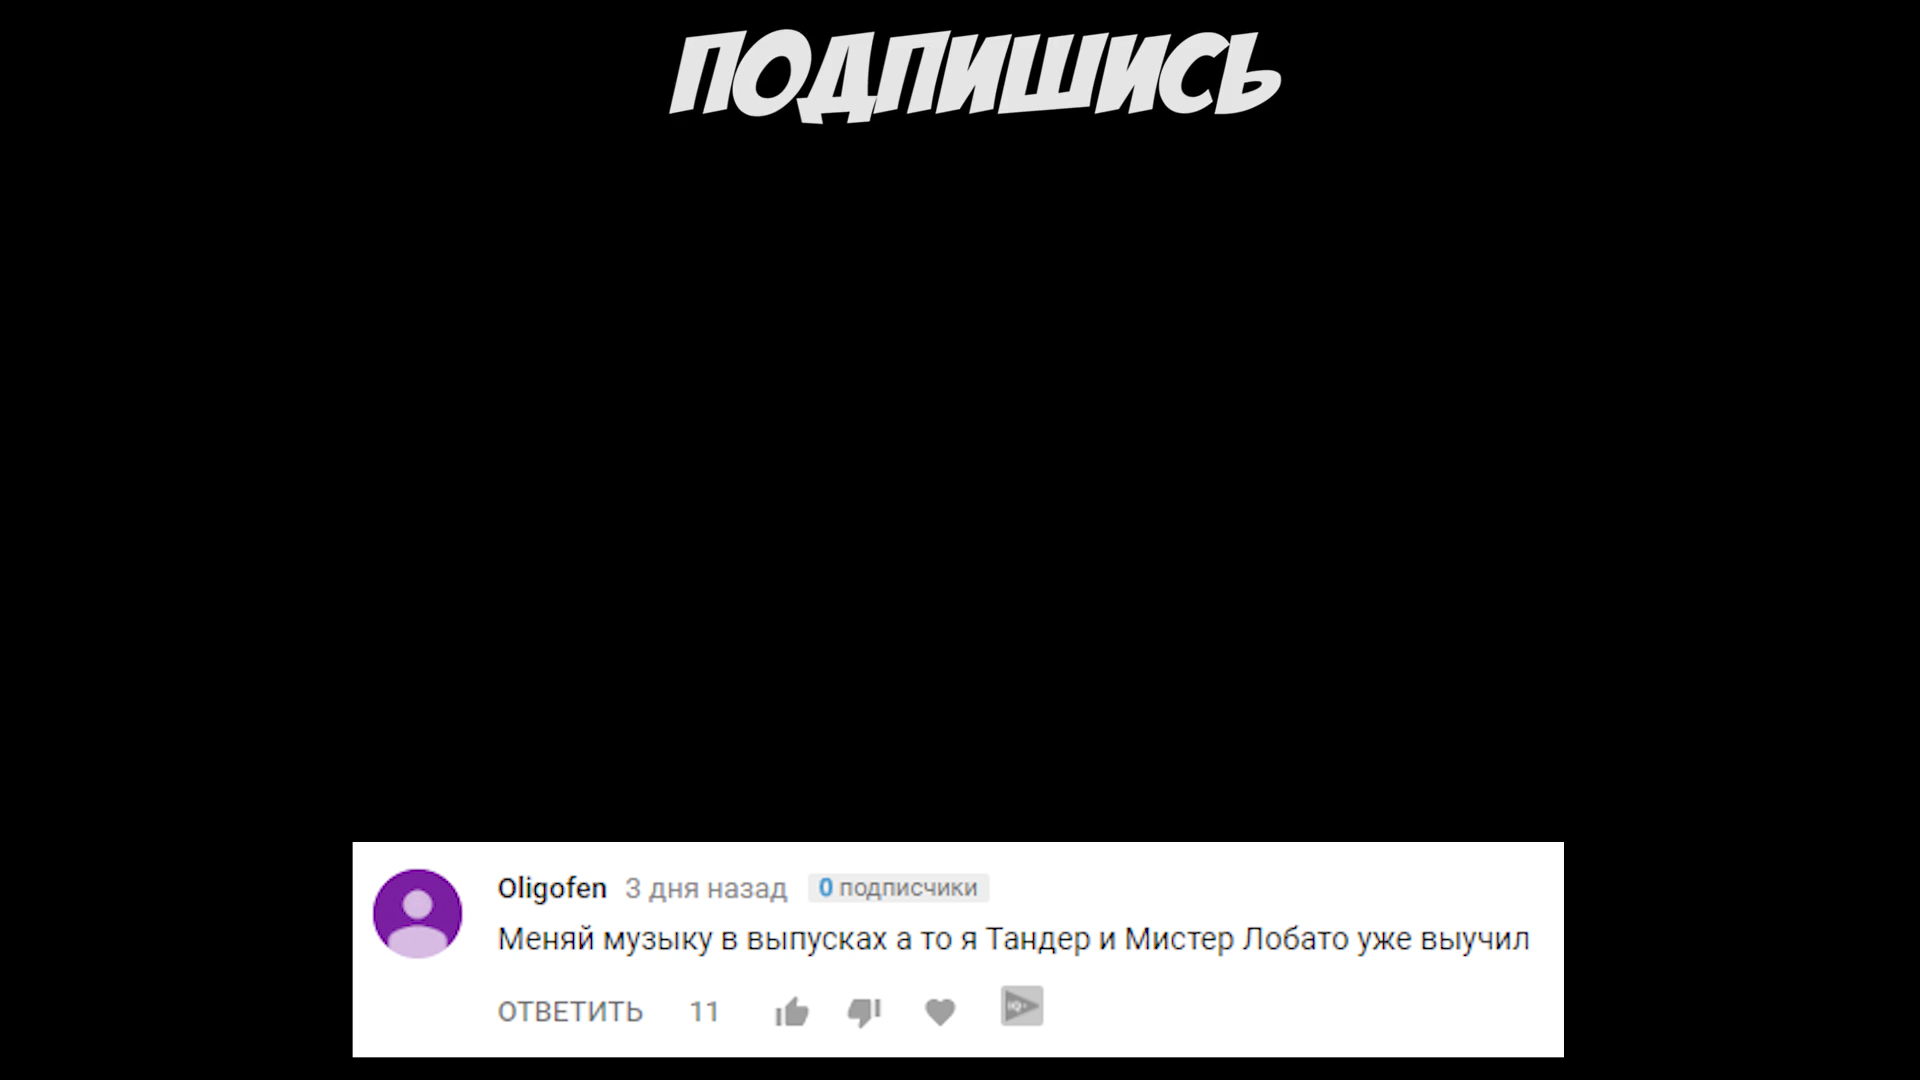 ПОДПИШИСЬ
Oligofen 3 дня назад 0 подписчики
Меняй музыку в выпусках а то я Тандер и Мистер Лобато уже выучил
ОТВЕТИТЬ 11